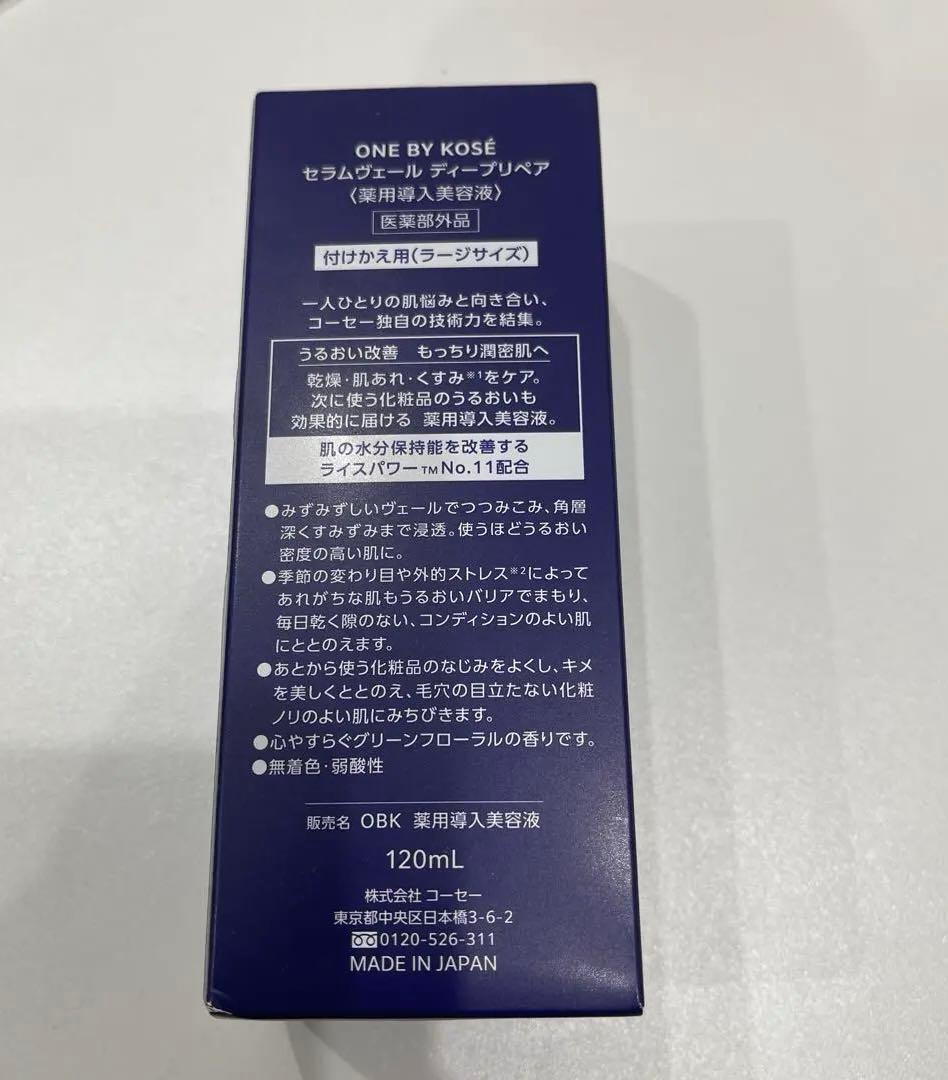 ONE BY KOSÉ
セラムヴェール ディープリペア
〈薬用導入美容液〉
医薬部外品
付けかえ用(ラージサイズ)
一人ひとりの肌悩みと向き合い、
コーセー独自の技術力を結集。
うるおい改善 もっちり潤密肌へ
乾燥・肌あれ・くすみ※1をケア。
次に使う化粧品のうるおいも
効果的に届ける 薬用導入美容液。
肌の水分保持能を改善する
ライスパワー™No.11配合
●みずみずしいヴェールでつつみこみ、角層
深くすみずみまで浸透。使うほどうるおい
密度の高い肌に。
●季節の変わり目や外的ストレス※2によって
あれがちな肌もうるおいバリアでまもり、
毎日乾く隙のない、コンディションのよい肌
にととのえます。
●あとから使う化粧品のなじみをよくし、キメ
を美しくととのえ、毛穴の目立たない化粧
ノリのよい肌にみちびきます。
●心やすらぐグリーンフローラルの香りです。
●無着色・弱酸性
販売名 OBK 薬用導入美容液
120mL
株式会社 コーセー
東京都中央区日本橋3-6-2
0120-526-311
MADE IN JAPAN